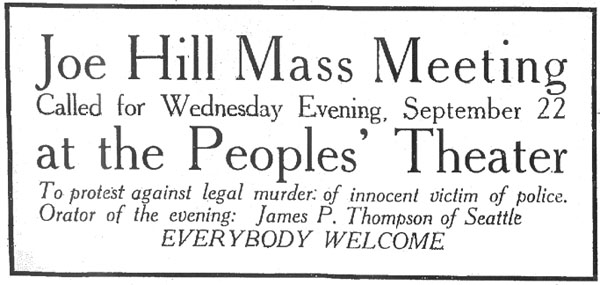 Joe Hill Mass Meeting
Called for Wednesday Evening, September 22
at the Peoples' Theater
To protest against legal murder: of innocent victim of police.
Orator of the evening: James P. Thompson of Seattle
EVERYBODY WELCOME